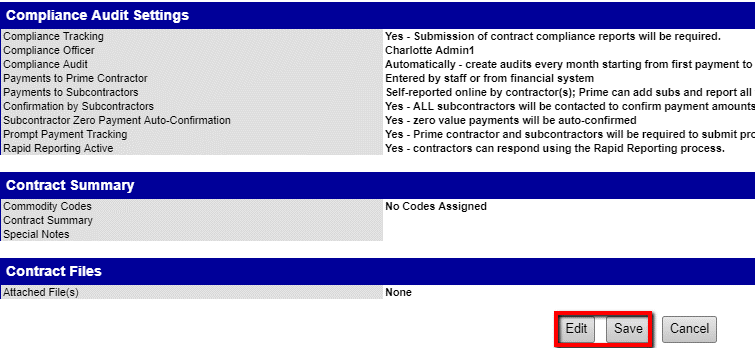 Compliance Audit Settings
Compliance Tracking Yes - Submission of contract compliance reports will be required.
Compliance Officer Charlotte Admin1
Compliance Audit Automatically - create audits every month starting from first payment to
Payments to Prime Contractor Entered by staff or from financial system
Payments to Subcontractors Self-reported online by contractor(s); Prime can add subs and report all
Confirmation by Subcontractors Yes - ALL subcontractors will be contacted to confirm payment amounts
Subcontractor Zero Payment Auto-Confirmation Yes - zero value payments will be auto-confirmed
Prompt Payment Tracking Yes - Prime contractor and subcontractors will be required to submit pro
Rapid Reporting Active Yes - contractors can respond using the Rapid Reporting process.
Contract Summary
Commodity Codes No Codes Assigned
Contract Summary
Special Notes
Contract Files
Attached File(s) None
Edit Save Cancel